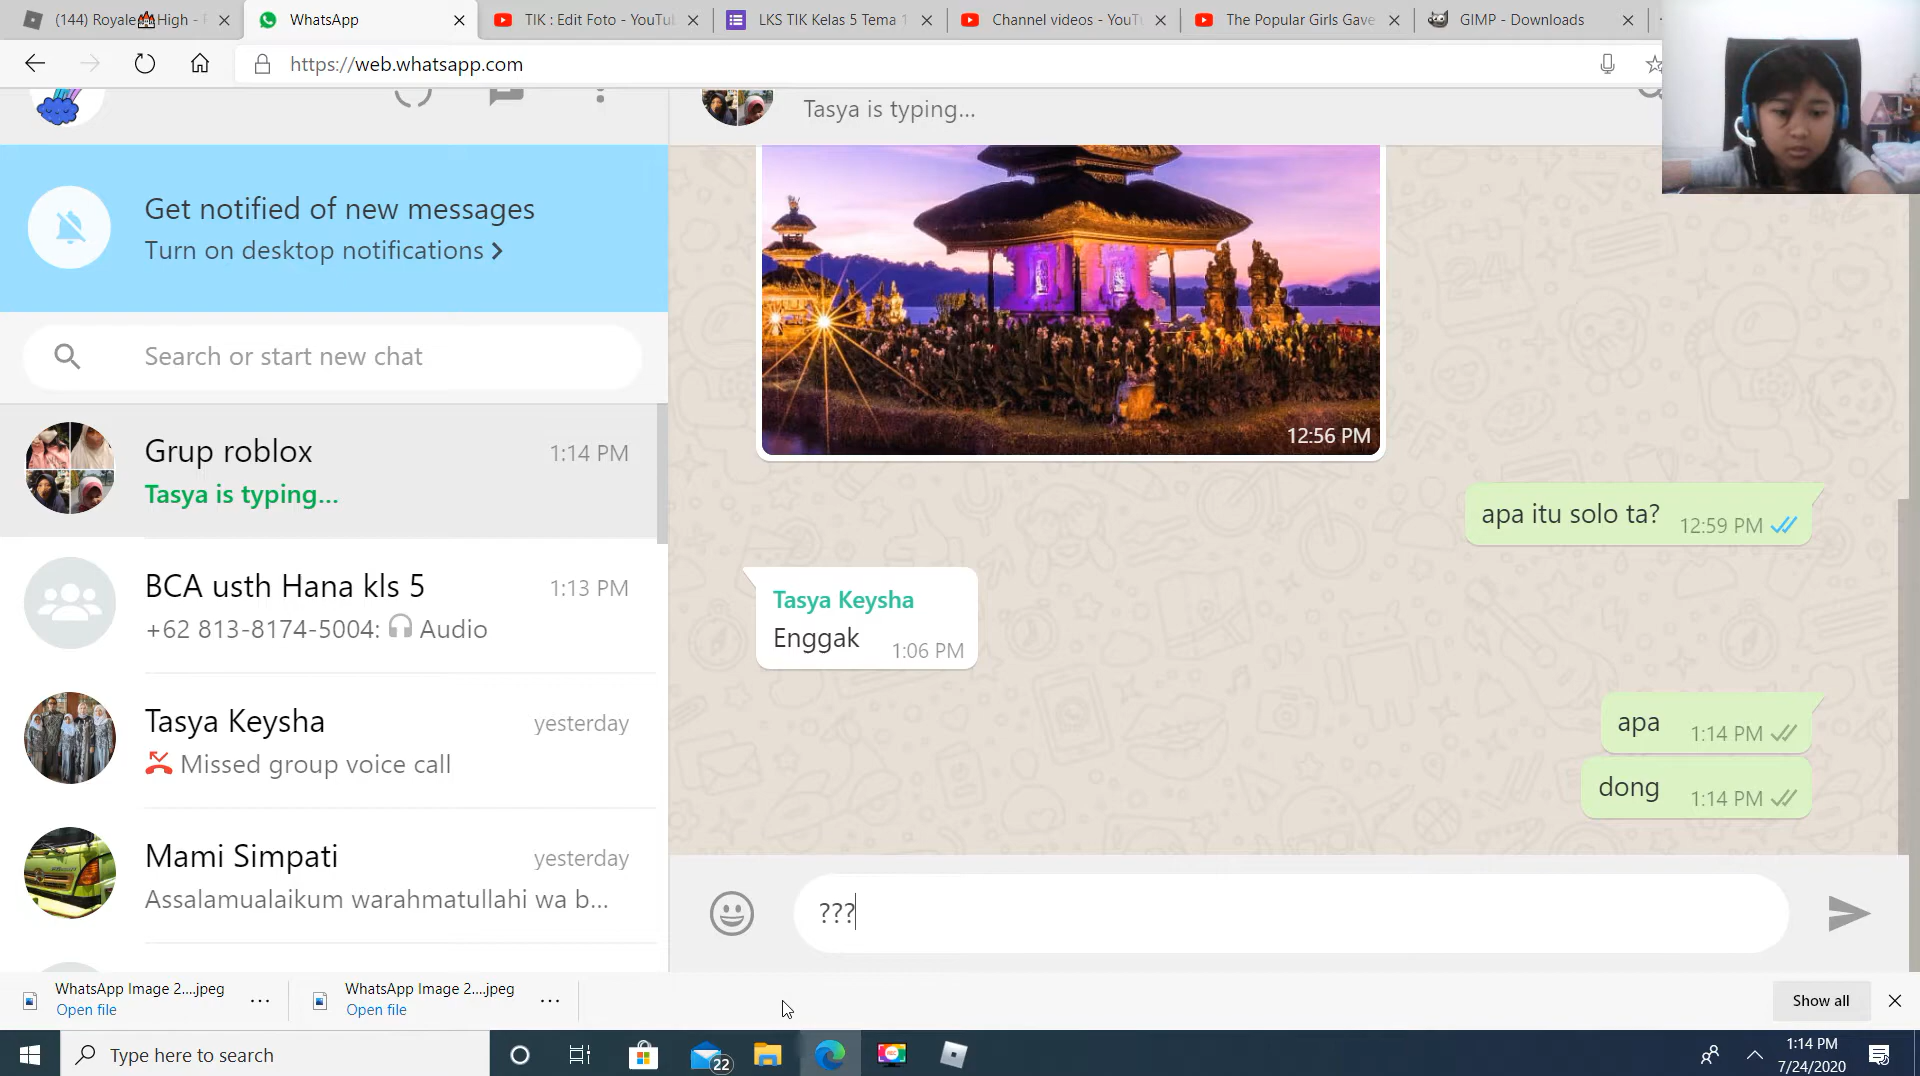 (144) Royale🏰High -
WhatsApp
TIK : Edit Foto - YouTu
LKS TIK Kelas 5 Tema 1
Channel videos - YouTu
The Popular Girls Gave
GIMP - Downloads
https://web.whatsapp.com
Tasya is typing...
Get notified of new messages
Turn on desktop notifications >
Search or start new chat
Grup roblox
1:14 PM
Tasya is typing...
BCA usth Hana kls 5
1:13 PM
+62 813-8174-5004: 🎧 Audio
Tasya Keysha
yesterday
Missed group voice call
Mami Simpati
yesterday
Assalamualaikum warahmatullahi wa b...
12:56 PM
apa itu solo ta?
12:59 PM
Tasya Keysha
Enggak
1:06 PM
apa
1:14 PM
dong
1:14 PM
???
WhatsApp Image 2....jpeg
Open file
WhatsApp Image 2....jpeg
Open file
Show all
Type here to search
22
1:14 PM
7/24/2020